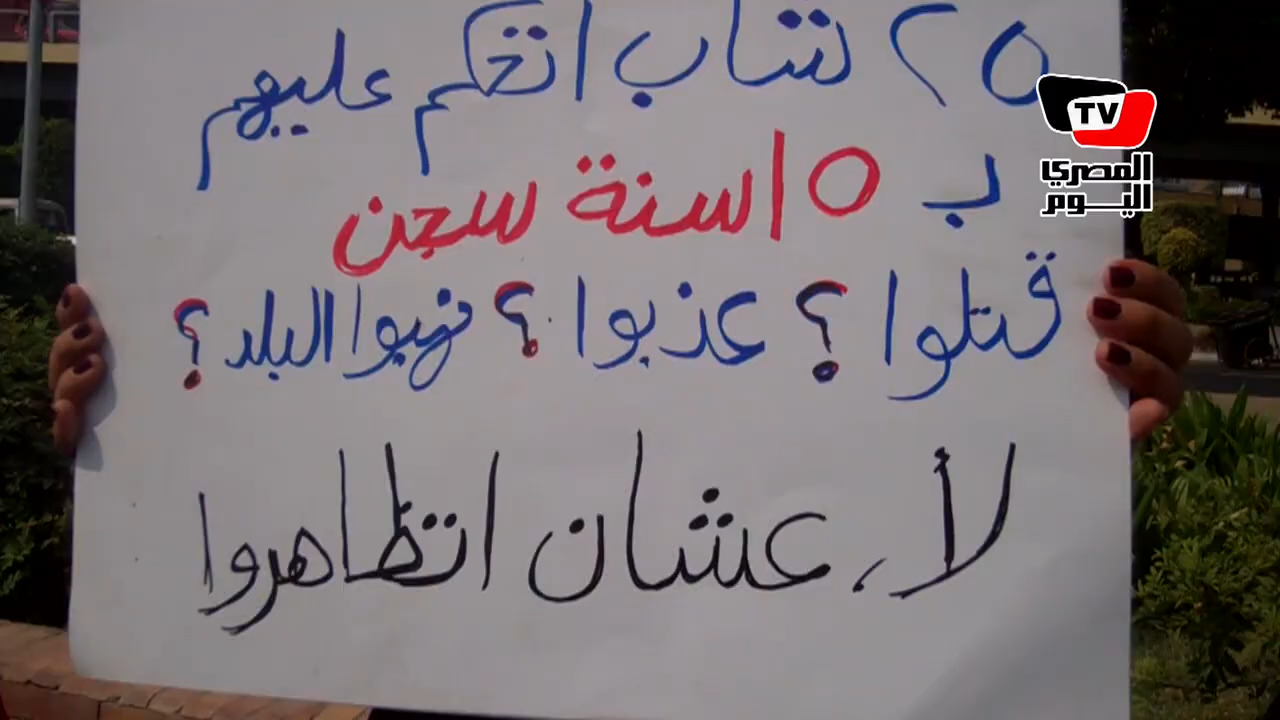 ٢٥ شاب اتحكم عليهم
ب ١٥ سنة سجن
قتلوا ؟ عذبوا ؟ نهبوا البلد ؟
لأ، عشان اتظاهروا
TV
المصري
اليوم